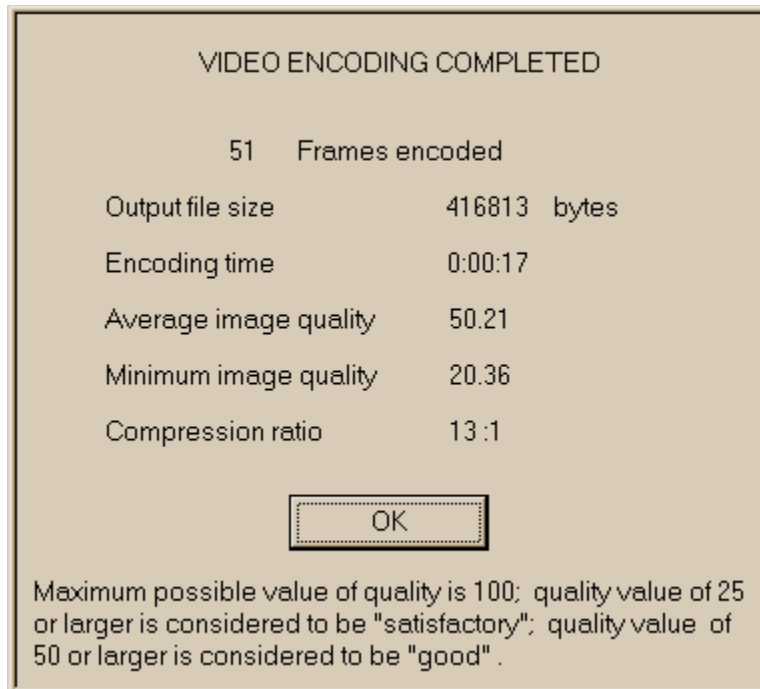 VIDEO ENCODING COMPLETED
51 Frames encoded
Output file size 416813 bytes
Encoding time 0:00:17
Average image quality 50.21
Minimum image quality 20.36
Compression ratio 13 :1
OK
Maximum possible value of quality is 100; quality value of 25
or larger is considered to be "satisfactory"; quality value of
50 or larger is considered to be "good" .